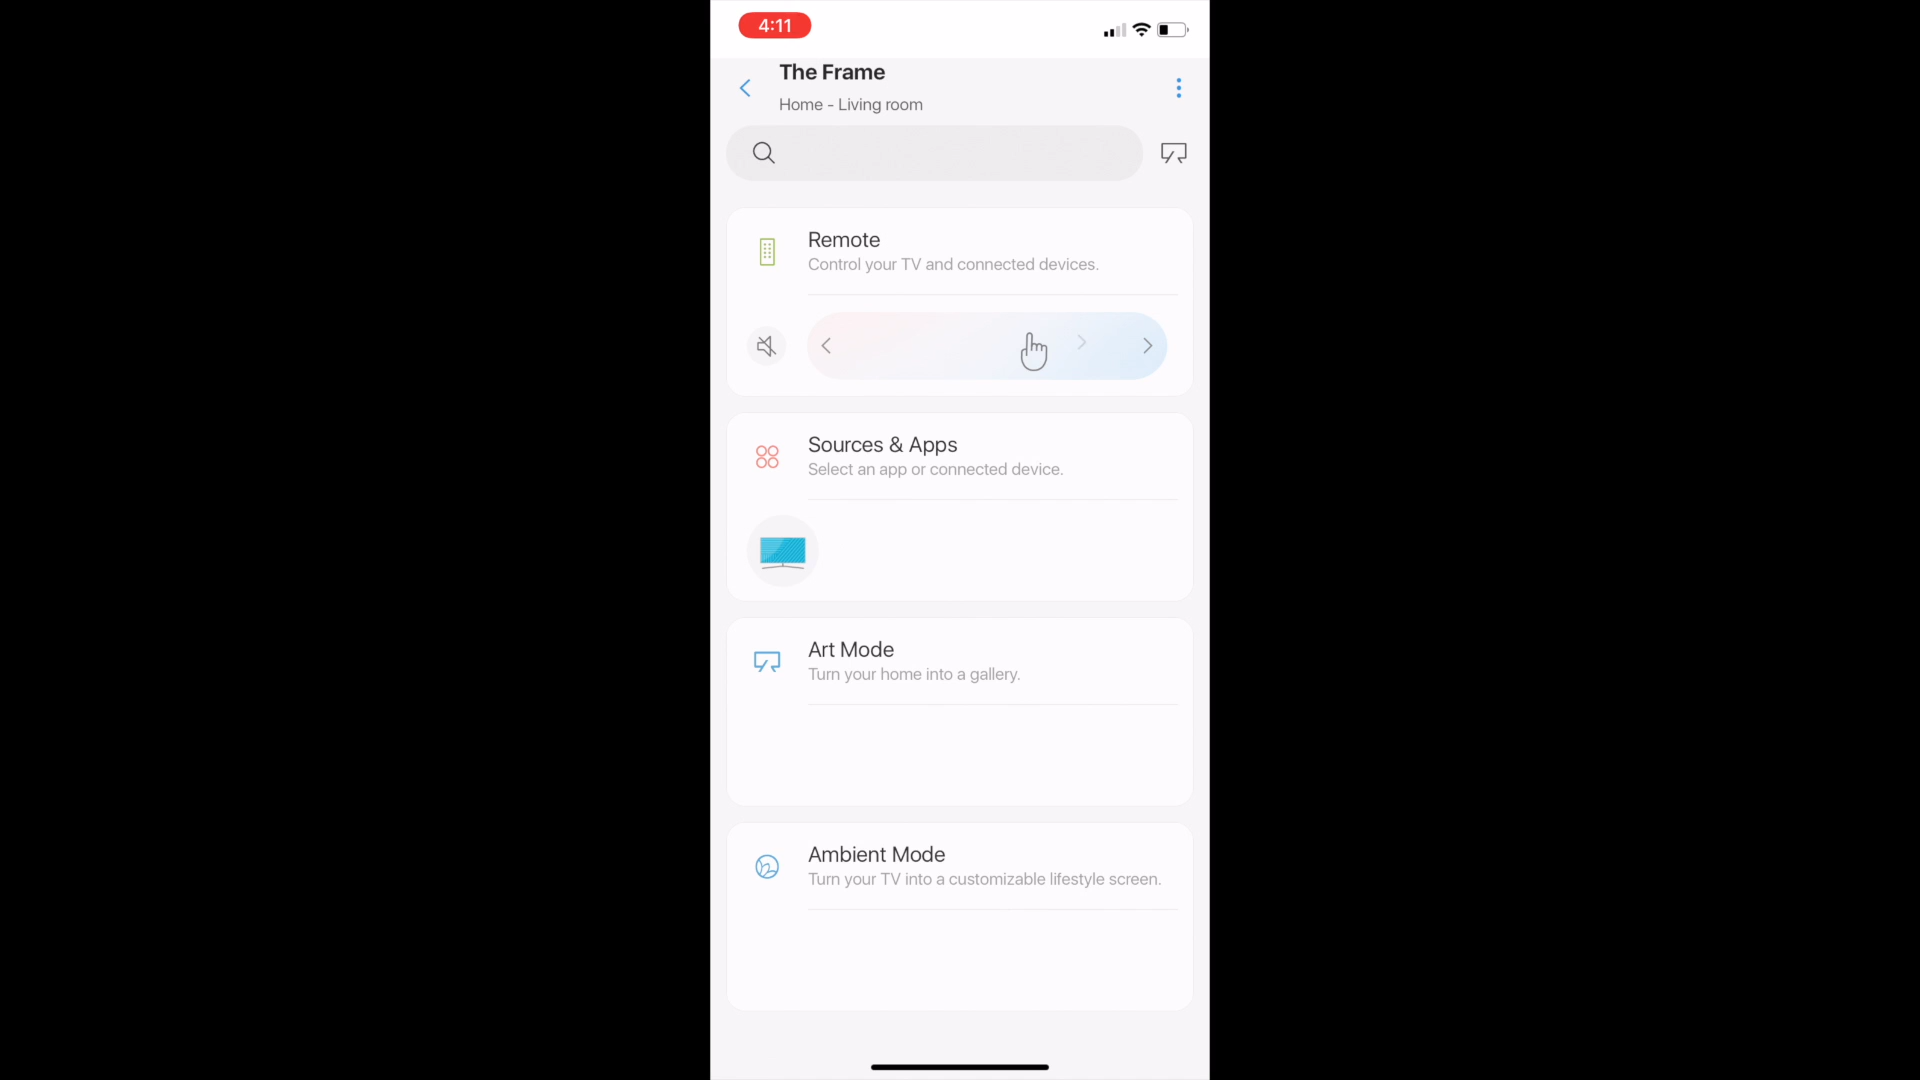 4:11
The Frame
Home - Living room
Remote
Control your TV and connected devices.
Sources & Apps
Select an app or connected device.
Art Mode
Turn your home into a gallery.
Ambient Mode
Turn your TV into a customizable lifestyle screen.